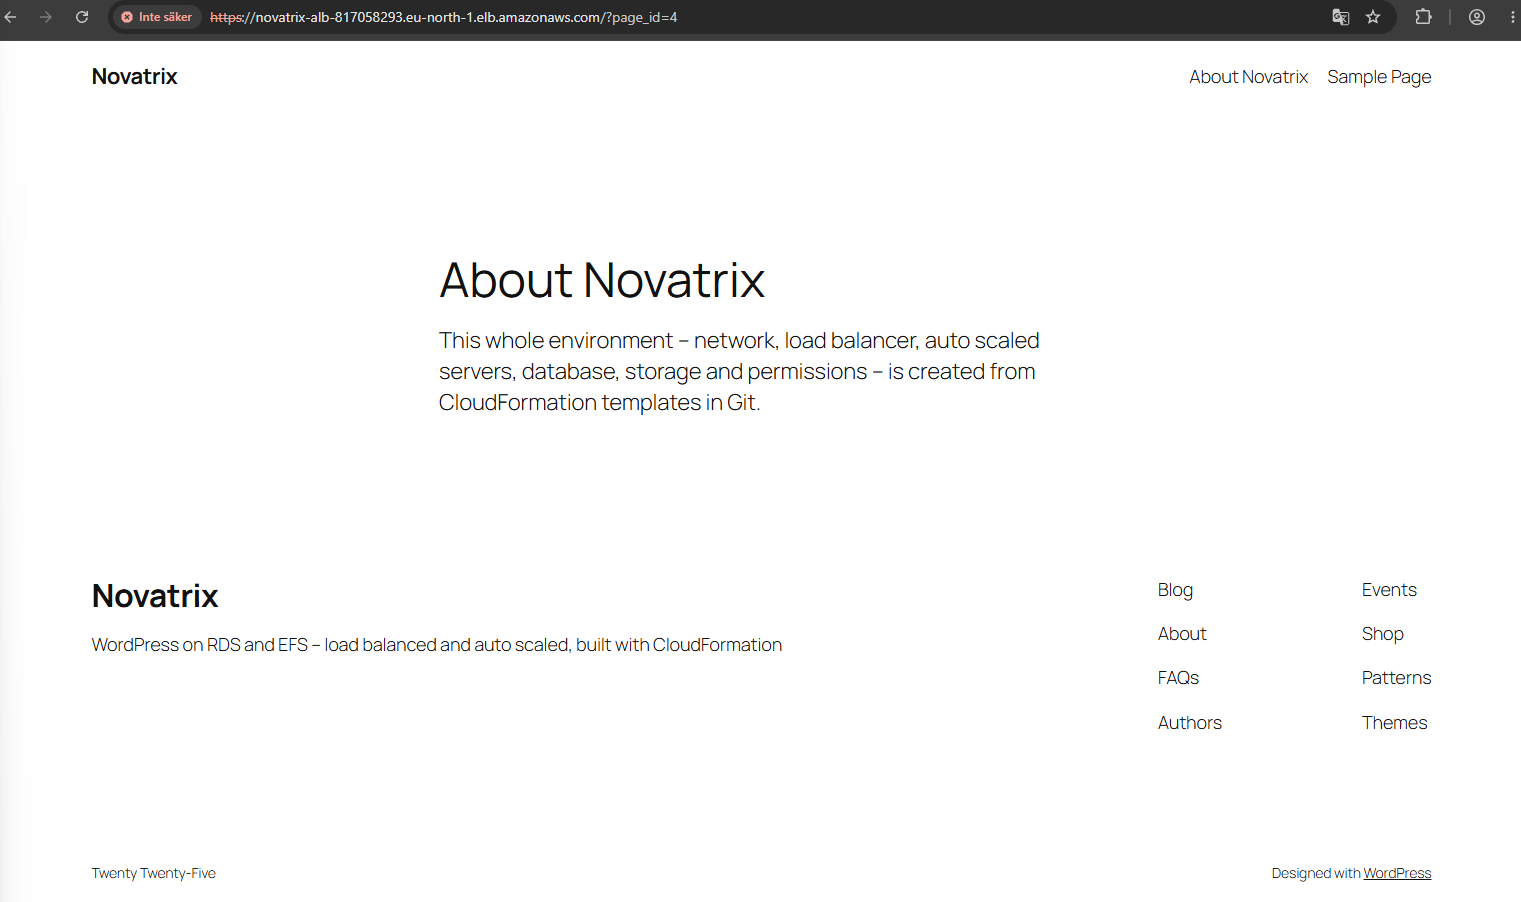 Inte säker https://novatrix-alb-817058293.eu-north-1.elb.amazonaws.com/?page_id=4
Novatrix
About Novatrix Sample Page
About Novatrix
This whole environment – network, load balancer, auto scaled
servers, database, storage and permissions – is created from
CloudFormation templates in Git.
Novatrix
WordPress on RDS and EFS – load balanced and auto scaled, built with CloudFormation
Blog
About
FAQs
Authors
Events
Shop
Patterns
Themes
Twenty Twenty-Five
Designed with WordPress